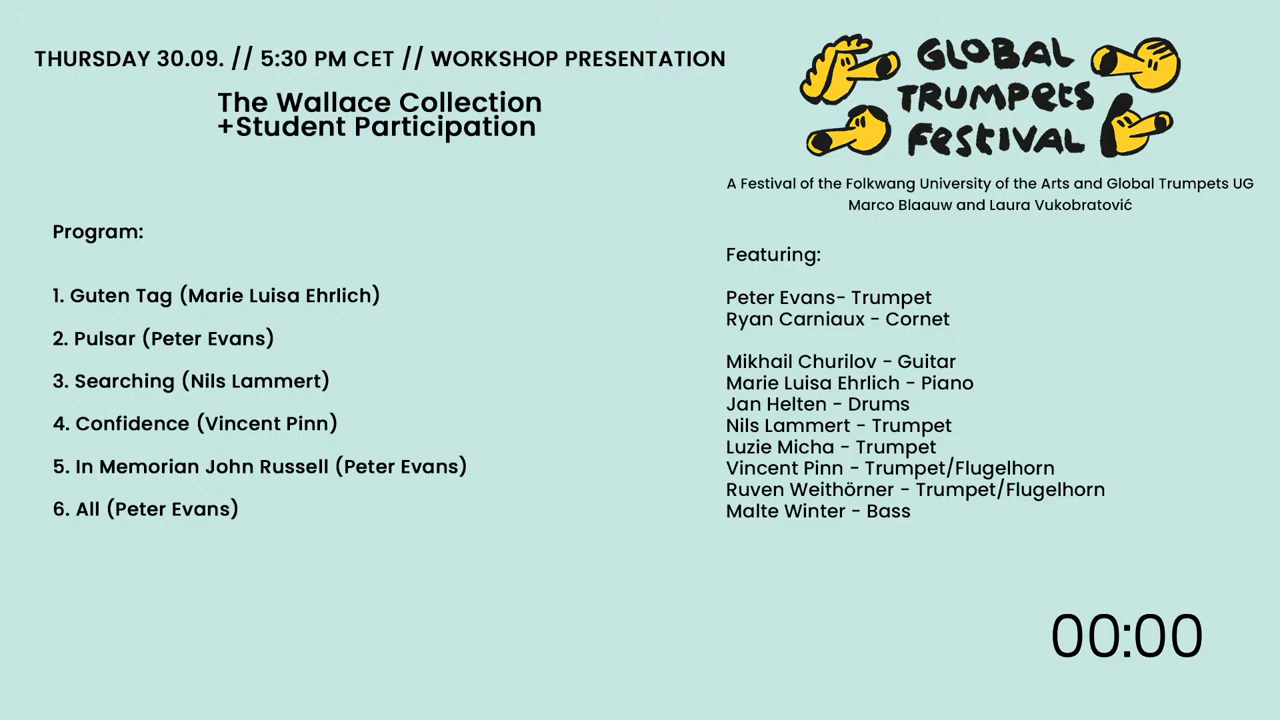 THURSDAY 30.09. // 5:30 PM CET // WORKSHOP PRESENTATION
The Wallace Collection
+Student Participation
GLOBAL
TRUMPETS
FESTIVAL
A Festival of the Folkwang University of the Arts and Global Trumpets UG
Marco Blaauw and Laura Vukobratović
Program:
1. Guten Tag (Marie Luisa Ehrlich)
2. Pulsar (Peter Evans)
3. Searching (Nils Lammert)
4. Confidence (Vincent Pinn)
5. In Memorian John Russell (Peter Evans)
6. All (Peter Evans)
Featuring:
Peter Evans- Trumpet
Ryan Carniaux - Cornet
Mikhail Churilov - Guitar
Marie Luisa Ehrlich - Piano
Jan Helten - Drums
Nils Lammert - Trumpet
Luzie Micha - Trumpet
Vincent Pinn - Trumpet/Flugelhorn
Ruven Weithörner - Trumpet/Flugelhorn
Malte Winter - Bass
00:00